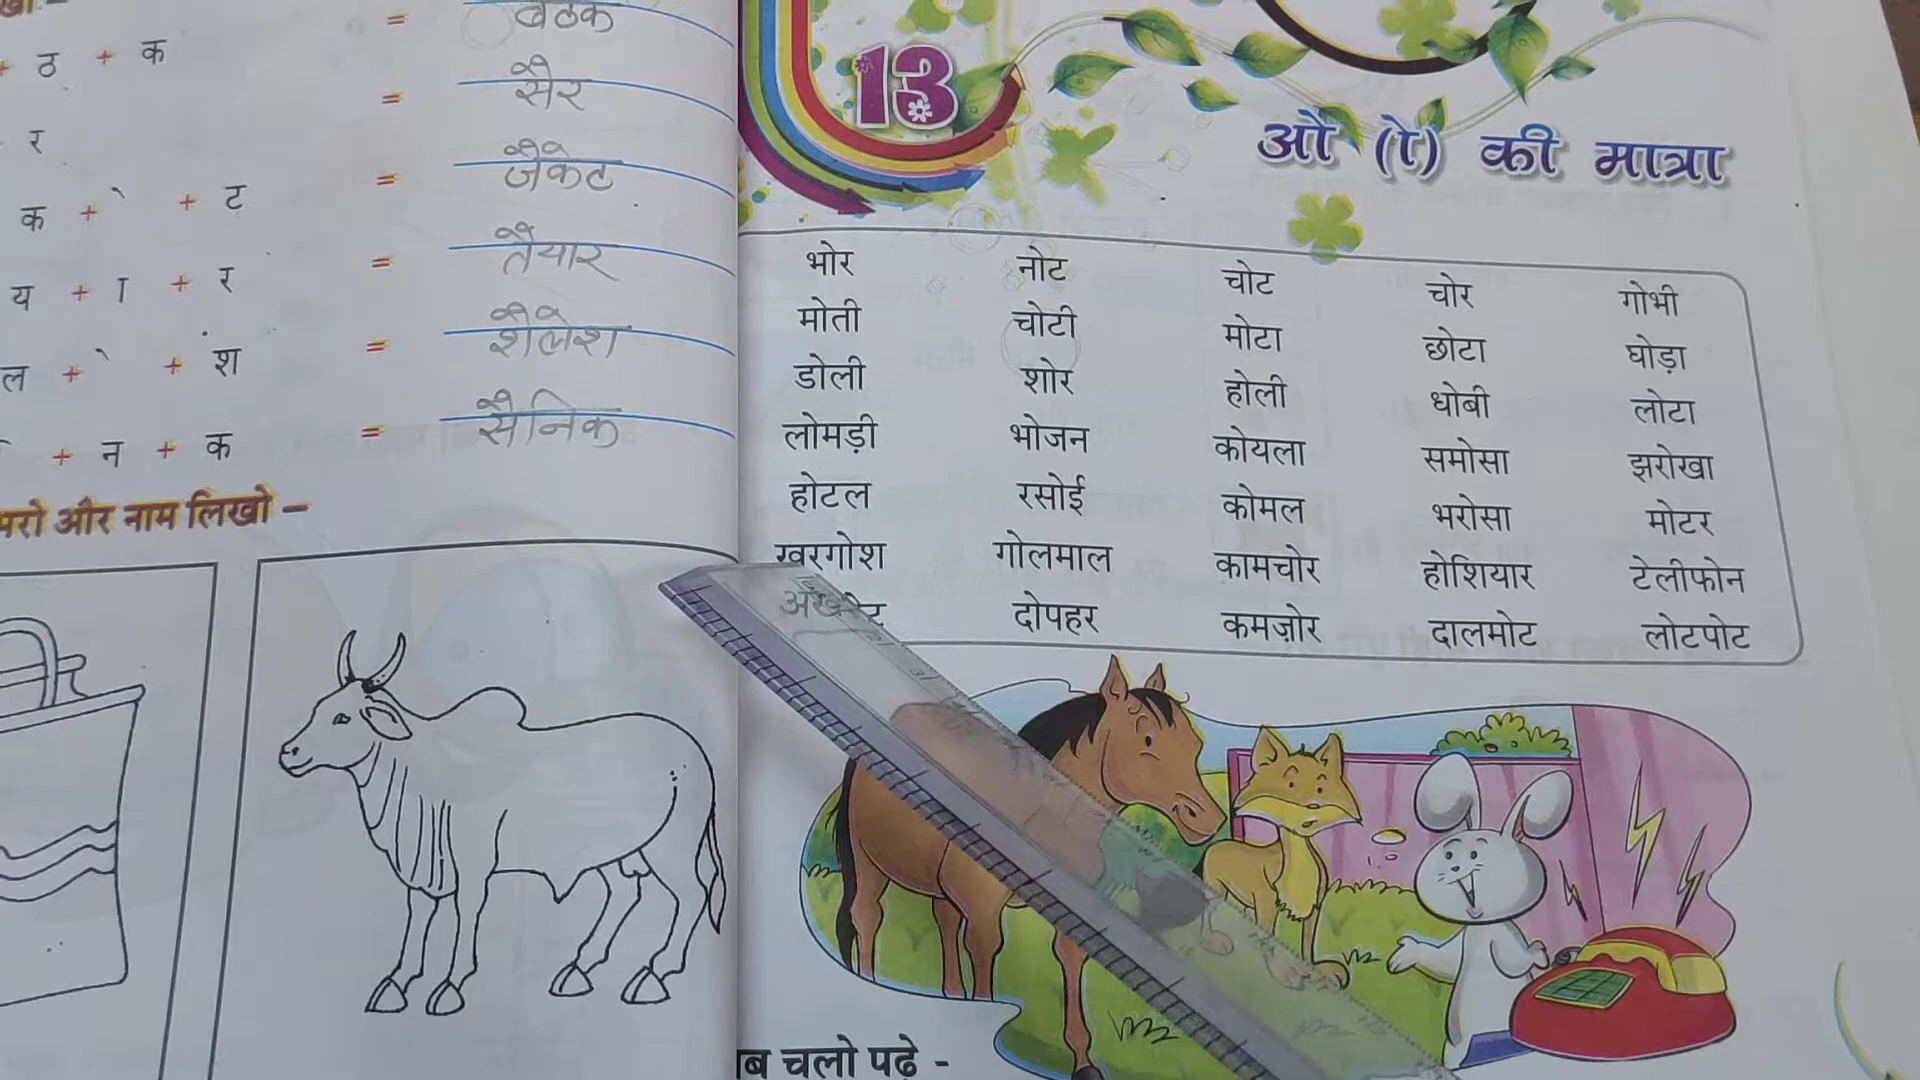 + ठ + क = बैठक
र = सैर
क + े + ट = जैकेट
य + ा + र = तैयार
ल + े + श = शैलेश
+ न + क = सैनिक
और नाम लिखो –
13
ओ (ो) की मात्रा
भोर नोट चोट चोर गोभी
मोती चोटी मोटा छोटा घोड़ा
डोली शोर होली धोबी लोटा
लोमड़ी भोजन कोयला समोसा झरोखा
होटल रसोई कोमल भरोसा मोटर
खरगोश गोलमाल कामचोर होशियार टेलीफोन
दोपहर कमज़ोर दालमोट लोटपोट
चलो पढ़े -